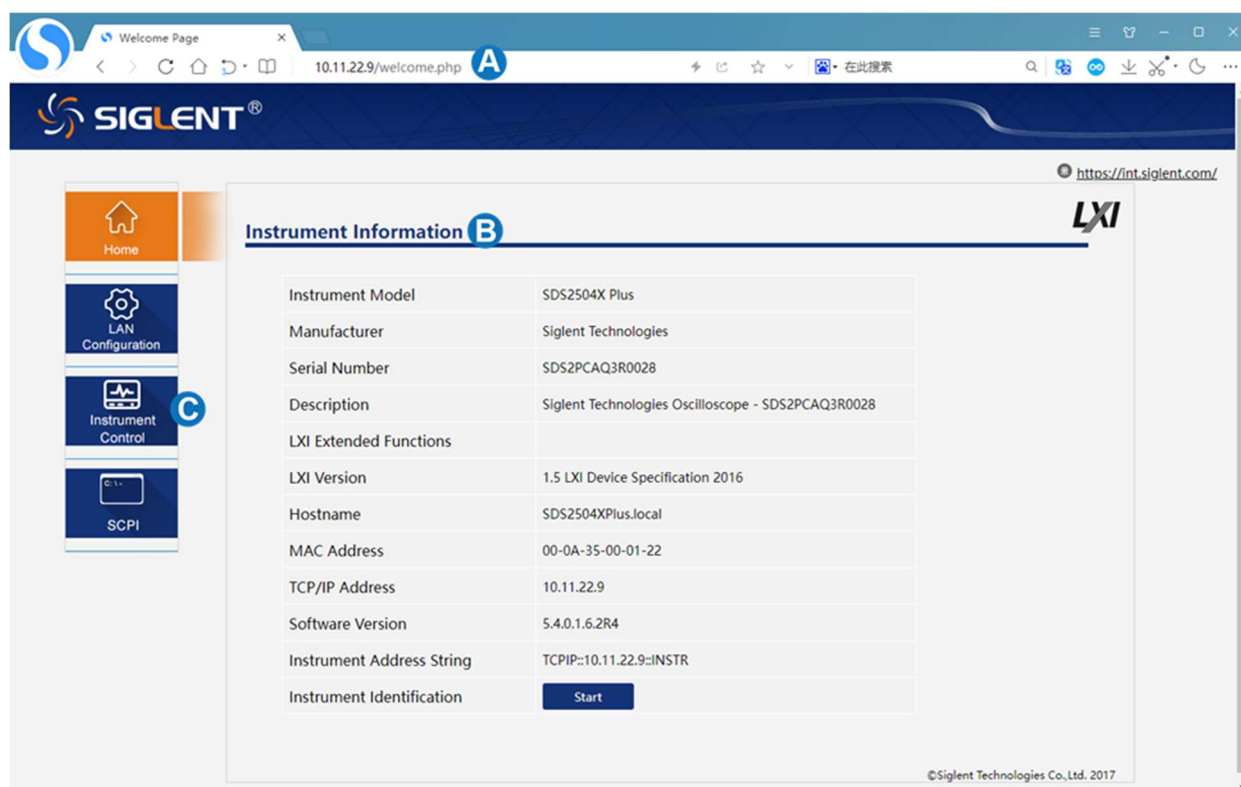 Welcome Page
10.11.22.9/welcome.php A
在此搜索
SIGLENT®
https://int.siglent.com/
Home
Instrument Information B
LXI
LAN
Configuration
Instrument
Control
C
C:\-
SCPI
Instrument Model SDS2504X Plus
Manufacturer Siglent Technologies
Serial Number SDS2PCAQ3R0028
Description Siglent Technologies Oscilloscope - SDS2PCAQ3R0028
LXI Extended Functions
LXI Version 1.5 LXI Device Specification 2016
Hostname SDS2504XPlus.local
MAC Address 00-0A-35-00-01-22
TCP/IP Address 10.11.22.9
Software Version 5.4.0.1.6.2R4
Instrument Address String TCPIP::10.11.22.9::INSTR
Instrument Identification Start
©Siglent Technologies Co.,Ltd. 2017